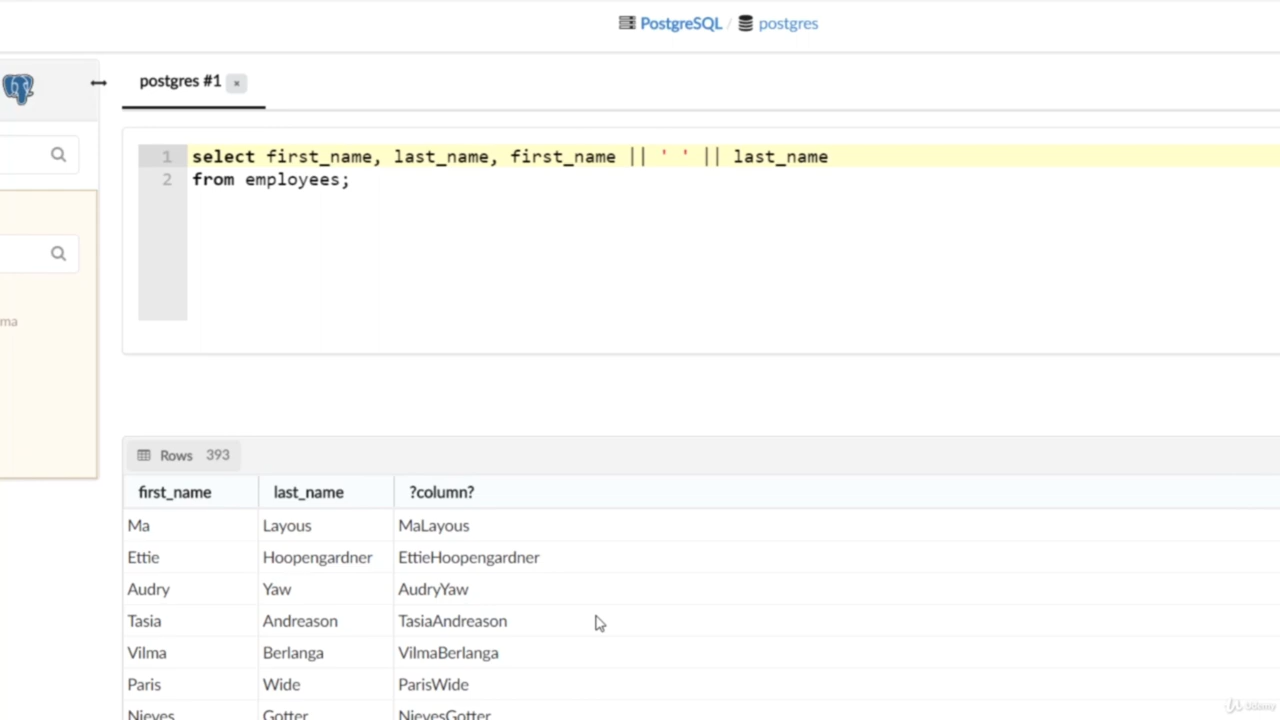 PostgreSQL / postgres
postgres #1 ×
1 select first_name, last_name, first_name || ' ' || last_name
2 from employees;
ma
Rows 393
first_name last_name ?column?
Ma Layous MaLayous
Ettie Hoopengardner EttieHoopengardner
Audry Yaw AudryYaw
Tasia Andreason TasiaAndreason
Vilma Berlanga VilmaBerlanga
Paris Wide ParisWide
Nieves Gotter NievesGotter
Udemy